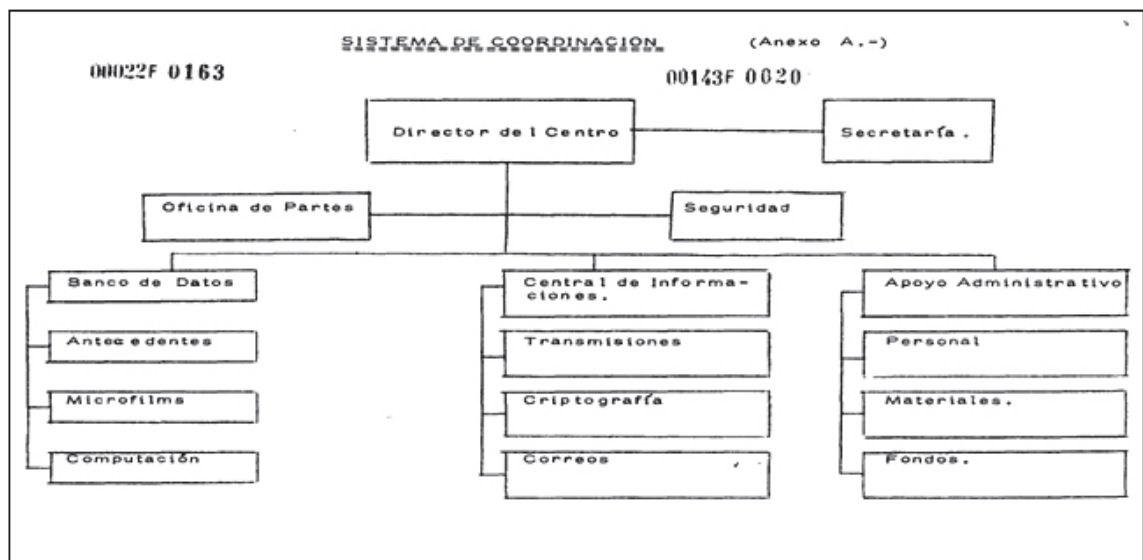 SISTEMA DE COORDINACION (Anexo A.-)
00022F 0163
00143F 0020
Director del Centro
Secretaría.
Oficina de Partes
Seguridad
Banco de Datos
Central de Informa-
ciones.
Apoyo Administrativo
Antecedentes
Transmisiones
Personal
Microfilms
Criptografía
Materiales.
Computación
Correos
Fondos.